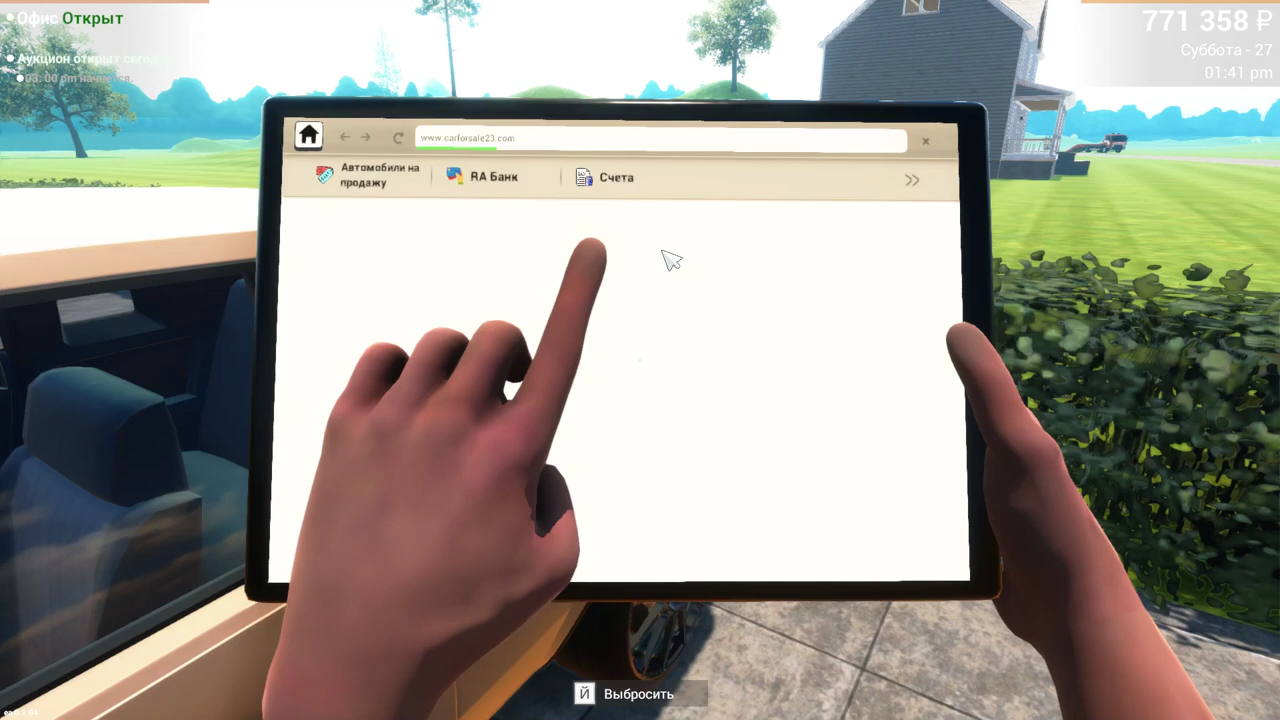 Офис Открыт
771 358 ₽
Аукцион открыт сегод
Суббота - 27
03: 00 pm начнется.
01:41 pm
www.carforsale23.com
Автомобили на
продажу
RA Банк
Счета
Й Выбросить